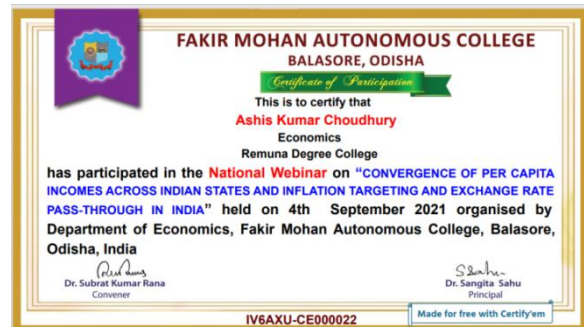 FAKIR MOHAN AUTONOMOUS COLLEGE
BALASORE, ODISHA
Certificate of Participation
This is to certify that
Ashis Kumar Choudhury
Economics
Remuna Degree College
has participated in the National Webinar on “CONVERGENCE OF PER CAPITA
INCOMES ACROSS INDIAN STATES AND INFLATION TARGETING AND EXCHANGE RATE
PASS-THROUGH IN INDIA” held on 4th September 2021 organised by
Department of Economics, Fakir Mohan Autonomous College, Balasore,
Odisha, India
Dr. Subrat Kumar Rana
Convener
Dr. Sangita Sahu
Principal
IV6AXU-CE000022
Made for free with Certify'em